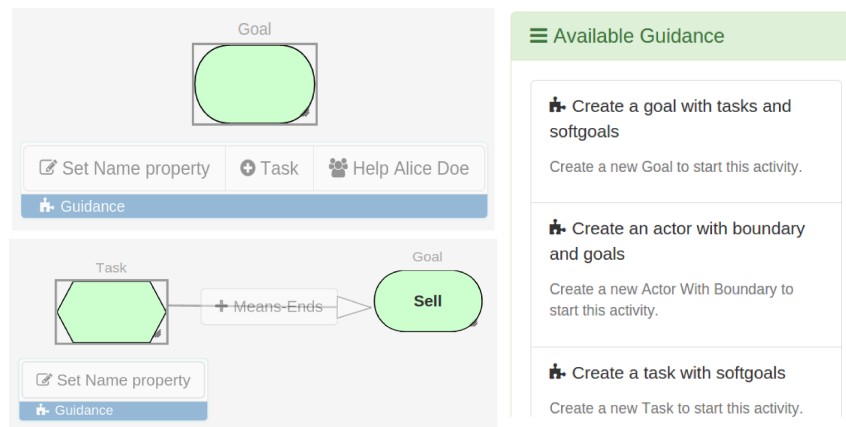 Goal
Set Name property
Task
Help Alice Doe
Guidance
Task
Goal
Means-Ends
Sell
Set Name property
Guidance
Available Guidance
Create a goal with tasks and
softgoals
Create a new Goal to start this activity.
Create an actor with boundary
and goals
Create a new Actor With Boundary to
start this activity.
Create a task with softgoals
Create a new Task to start this activity.